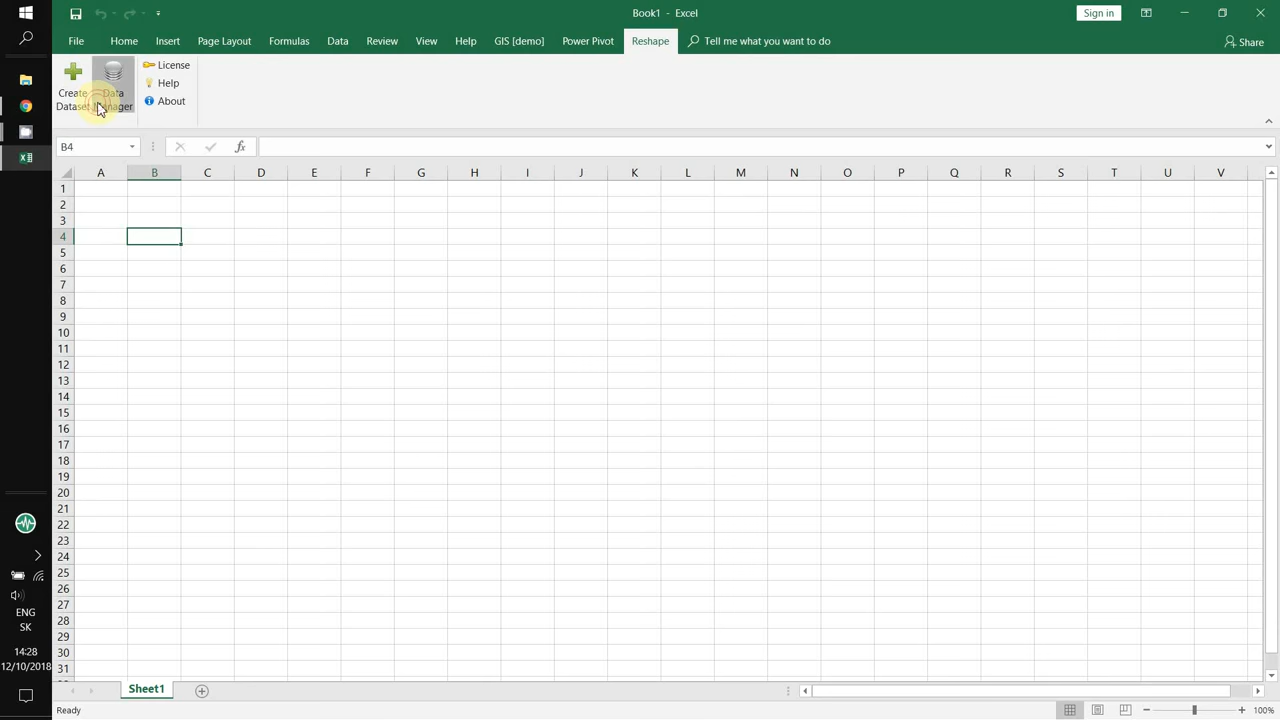 Book1 - Excel
Sign in
File Home Insert Page Layout Formulas Data Review View Help GIS [demo] Power Pivot Reshape Tell me what you want to do Share
Create Dataset
Data Manager
License
Help
About
B4
fx
A B C D E F G H I J K L M N O P Q R S T U V
1
2
3
4
5
6
7
8
9
10
11
12
13
14
15
16
17
18
19
20
21
22
23
24
25
26
27
28
29
30
31
Sheet1
Ready
100%
ENG
SK
14:28
12/10/2018